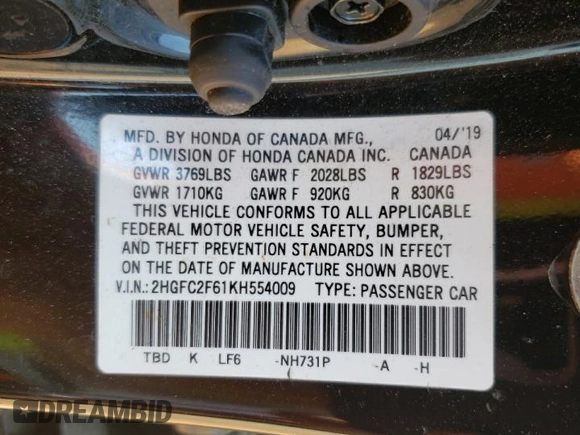 MFD. BY HONDA OF CANADA MFG., 04/'19
A DIVISION OF HONDA CANADA INC. CANADA
GVWR 3769LBS GAWR F 2028LBS R 1829LBS
GVWR 1710KG GAWR F 920KG R 830KG
THIS VEHICLE CONFORMS TO ALL APPLICABLE
FEDERAL MOTOR VEHICLE SAFETY, BUMPER,
AND THEFT PREVENTION STANDARDS IN EFFECT
ON THE DATE OF MANUFACTURE SHOWN ABOVE.
V.I.N.: 2HGFC2F61KH554009 TYPE: PASSENGER CAR
TBD K LF6 -NH731P -A -H
DREAMBID